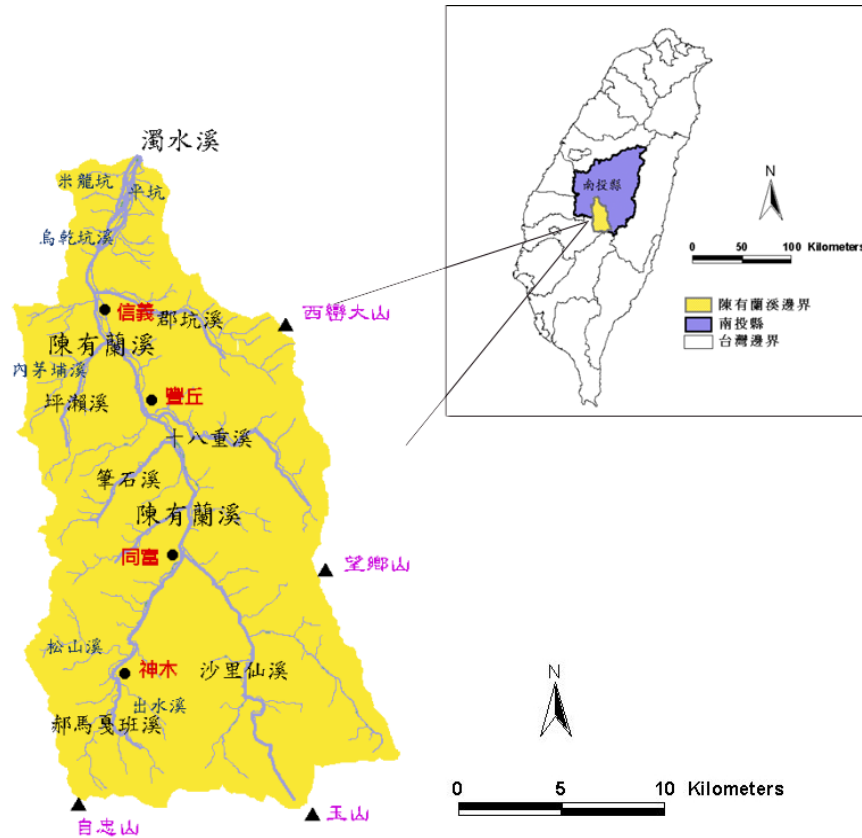 濁水溪
米龍坑
平坑
烏乾坑溪
信義
郡坑溪
西巒大山
陳有蘭溪
內茅埔溪
豐丘
坪瀨溪
十八重溪
筆石溪
陳有蘭溪
同富
望鄉山
松山溪
神木
沙里仙溪
出水溪
郝馬戛班溪
自忠山
玉山
N
0 5 10 Kilometers
南投縣
N
0 50 100 Kilometers
陳有蘭溪邊界
南投縣
台灣邊界